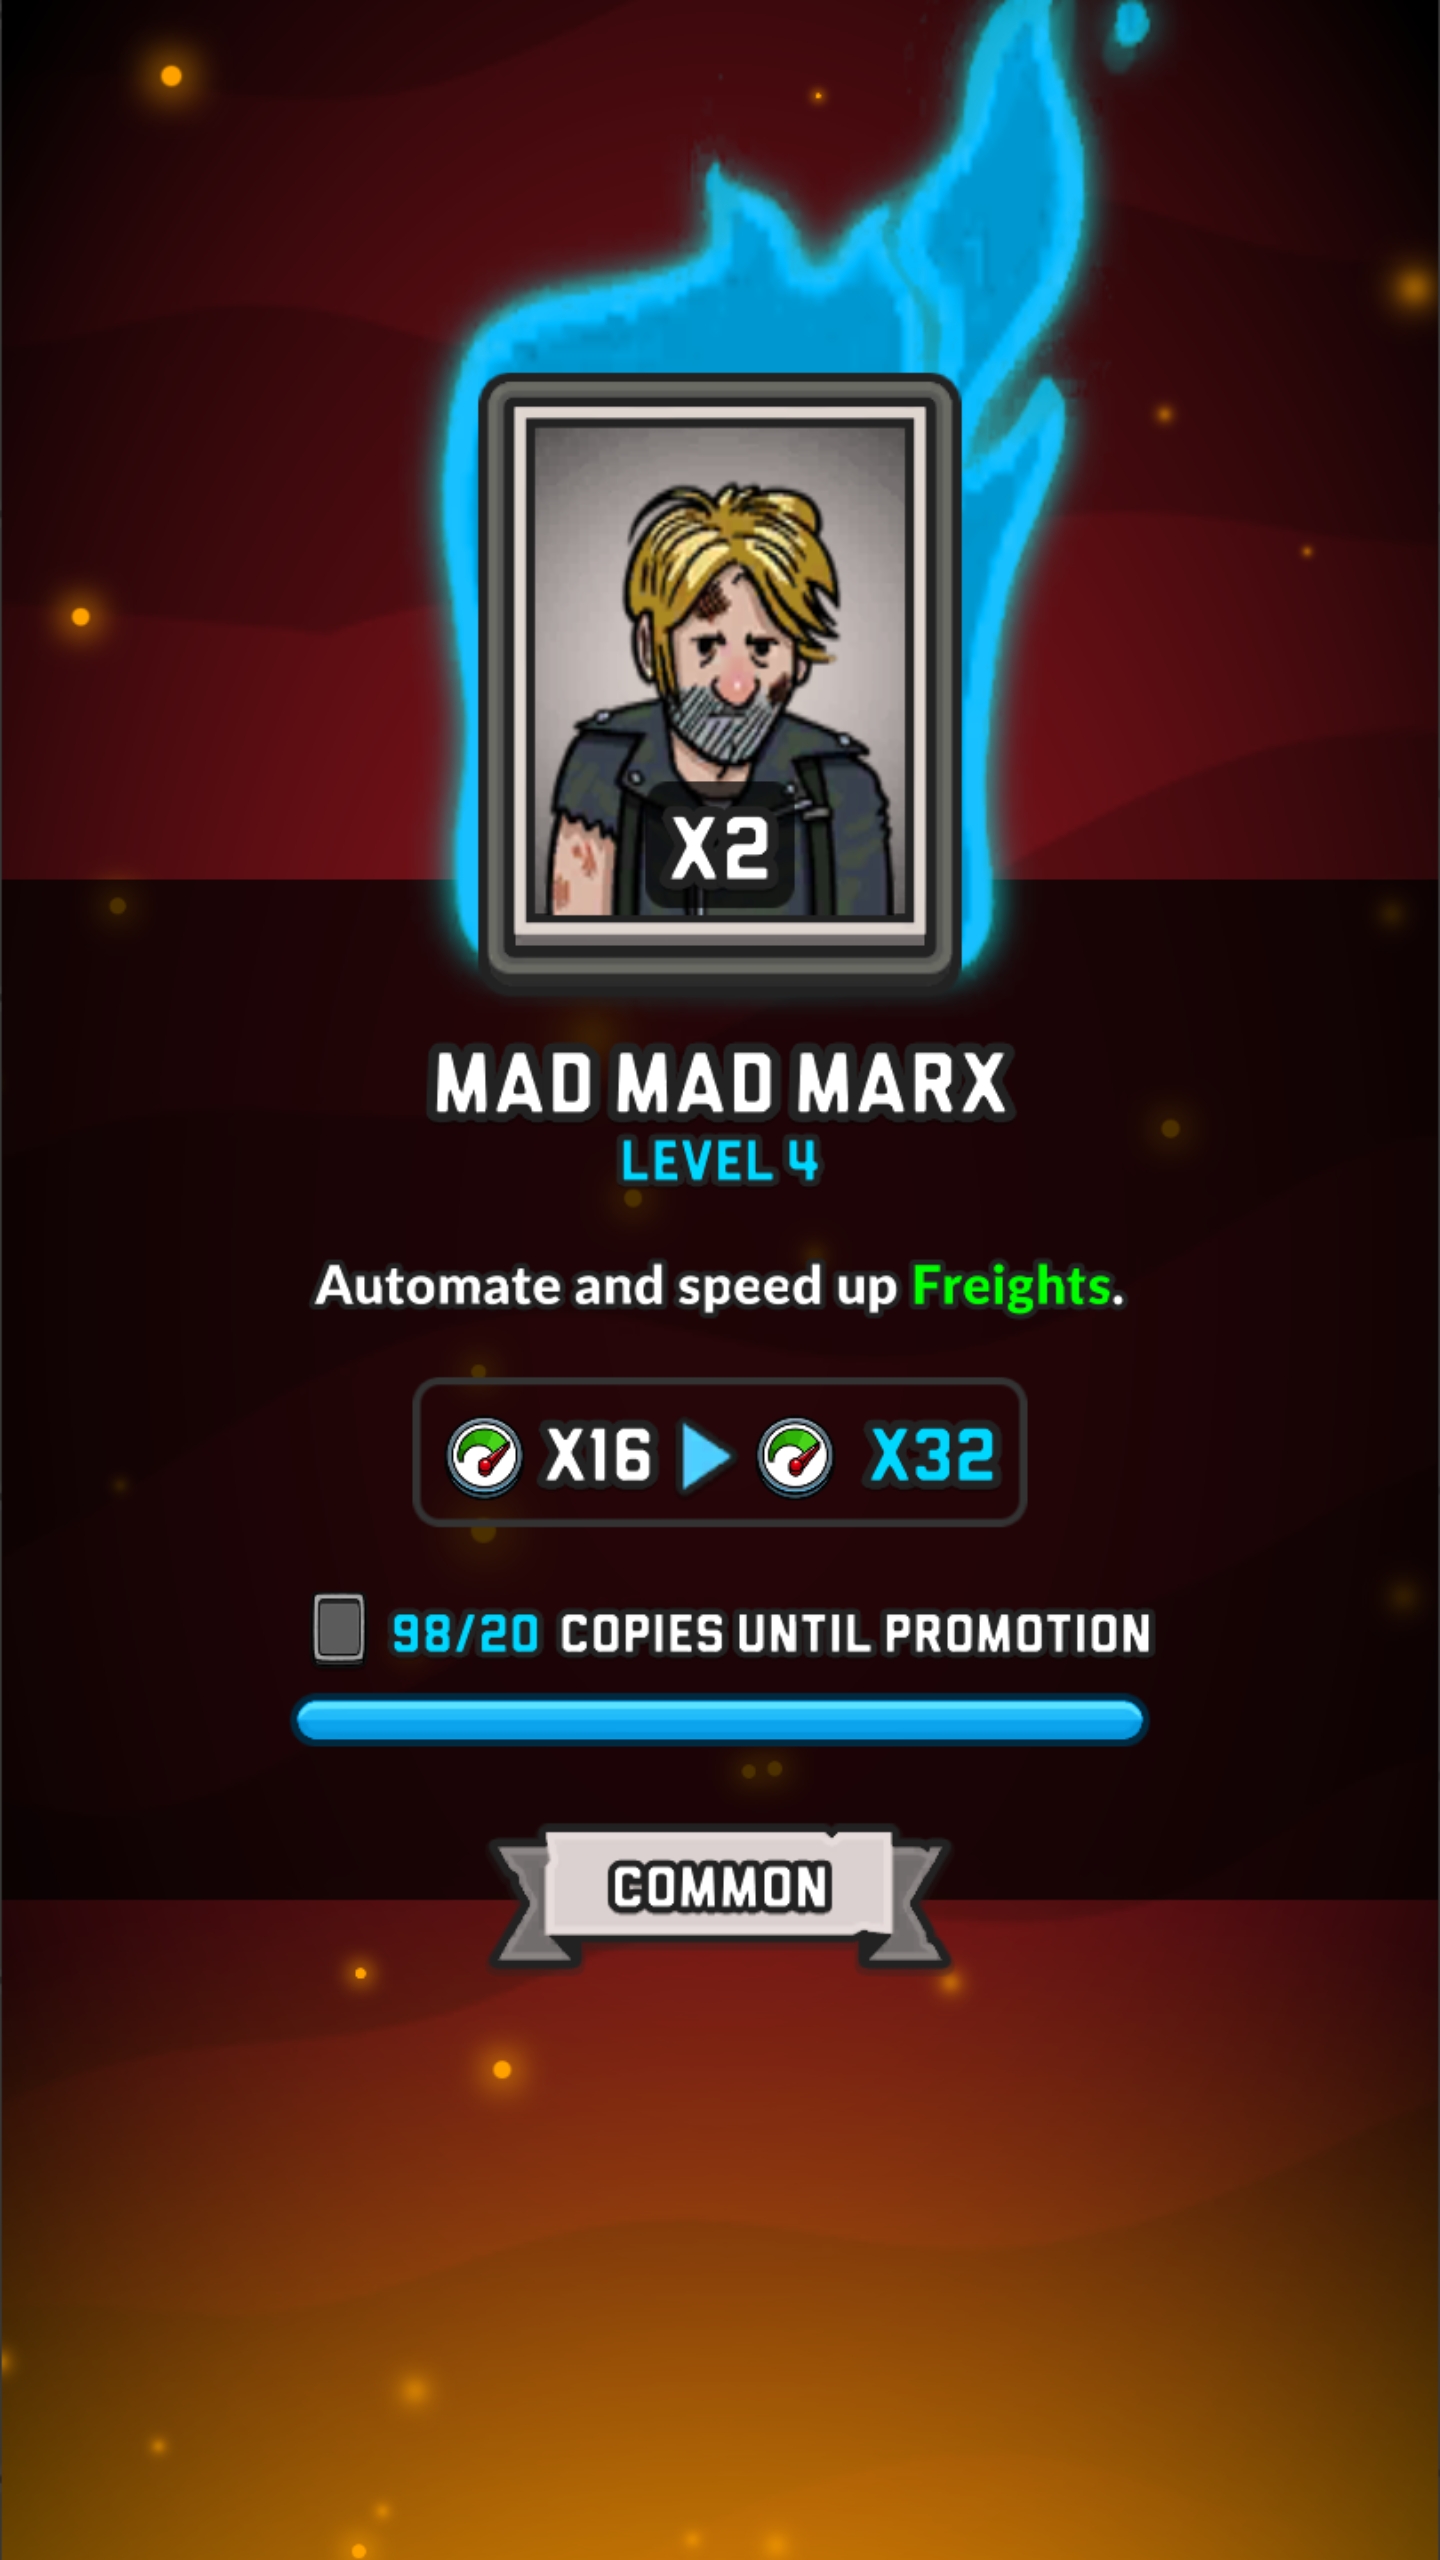 X2
MAD MAD MARX
LEVEL 4
Automate and speed up Freights.
X16 X32
98/20 COPIES UNTIL PROMOTION
COMMON